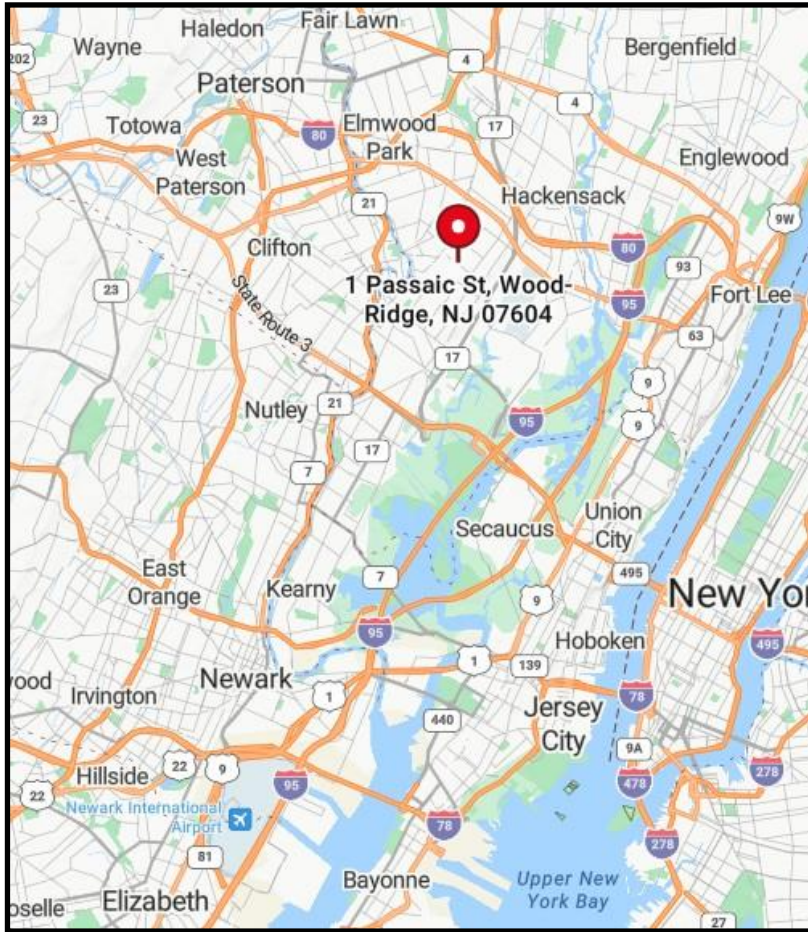 Haledon
Fair Lawn
Wayne
Bergenfield
202
Paterson
4
4
23
Totowa
80
Elmwood
Park
17
West
Paterson
Englewood
21
Hackensack
9W
Clifton
80
93
23
1 Passaic St, Wood-
Ridge, NJ 07604
95
Fort Lee
State Route 3
63
17
9
Nutley
21
95
9
17
7
Secaucus
Union
City
East
Orange
Kearny
7
495
New Yor
9
95
Hoboken
495
wood
Newark
1
139
Irvington
1
78
440
Jersey
City
9A
Hillside
22
9
22
95
478
278
Newark International
Airport
78
278
81
Bayonne
Upper New
York Bay
oselle
Elizabeth
27